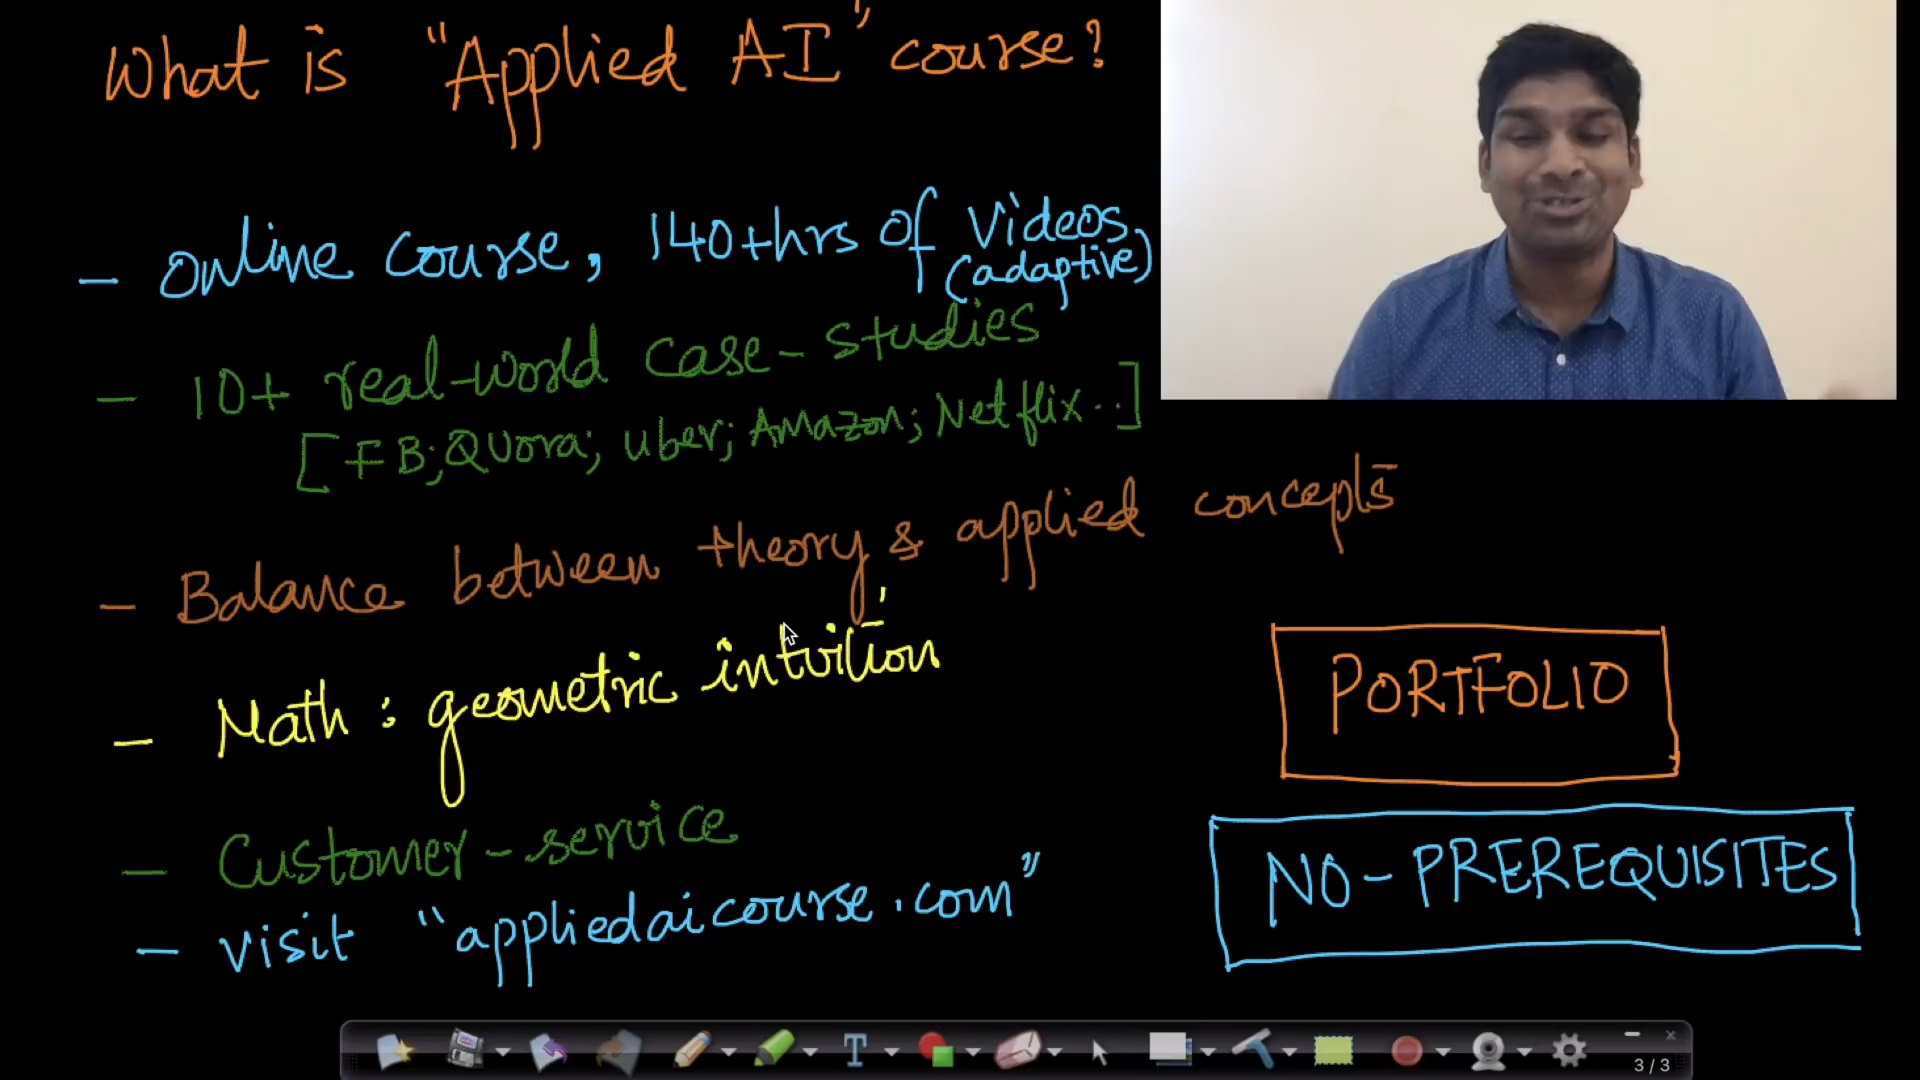 What is "Applied AI" course?
- Online course, 140+hrs of Videos
(adaptive)
- 10+ real-world case-studies
[FB; Quora; Uber; Amazon; Netflix..]
- Balance between theory & applied concepts
- Math: geometric intuition
- Customer-service
- visit "appliedaicourse.com"
PORTFOLIO
NO-PREREQUISITES
T
3/3